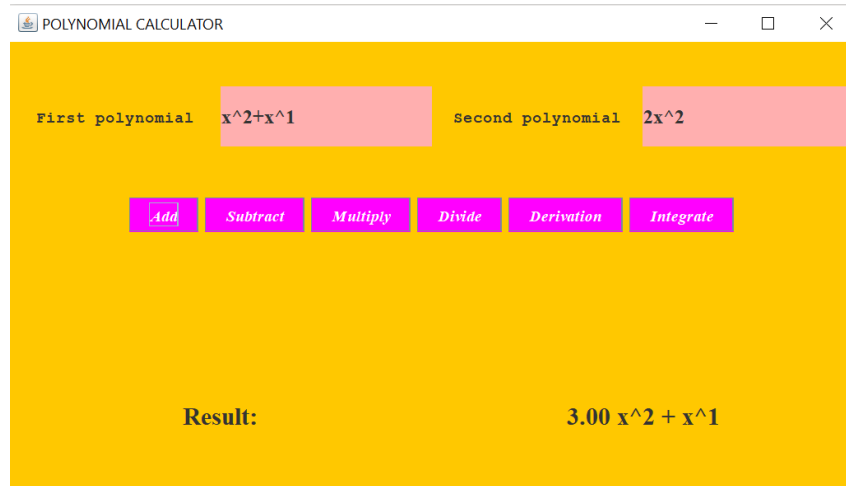 POLYNOMIAL CALCULATOR
First polynomial x^2+x^1 Second polynomial 2x^2
Add Subtract Multiply Divide Derivation Integrate
Result: 3.00 x^2 + x^1